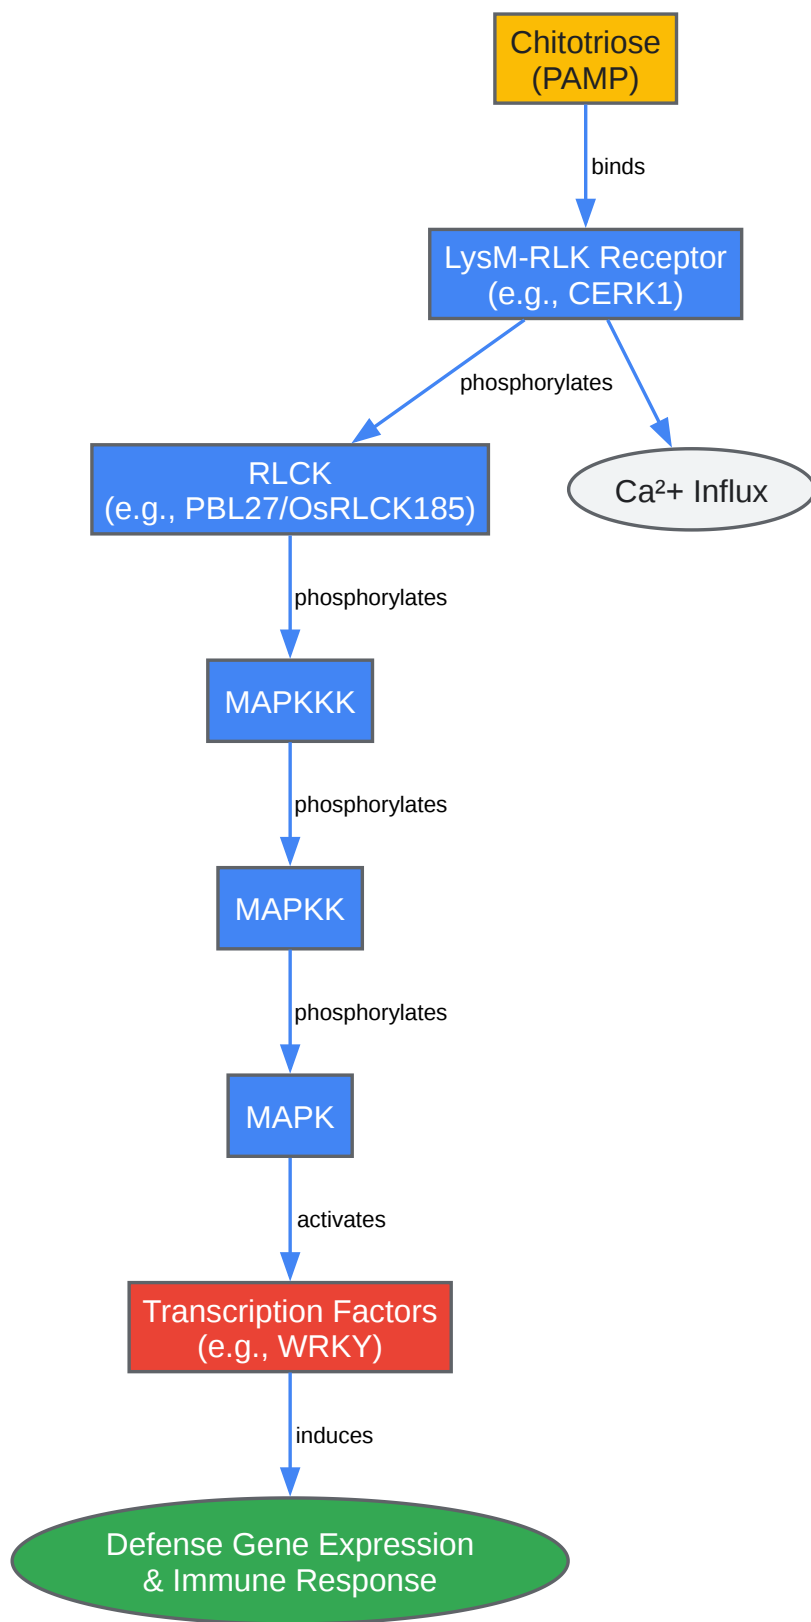 Chitotriose
(PAMP)
binds
LysM-RLK Receptor
(e.g., CERK1)
phosphorylates
RLCK
(e.g., PBL27/OsRLCK185)
Ca²+ Influx
phosphorylates
MAPKKK
phosphorylates
MAPKK
phosphorylates
MAPK
activates
Transcription Factors
(e.g., WRKY)
induces
Defense Gene Expression
& Immune Response